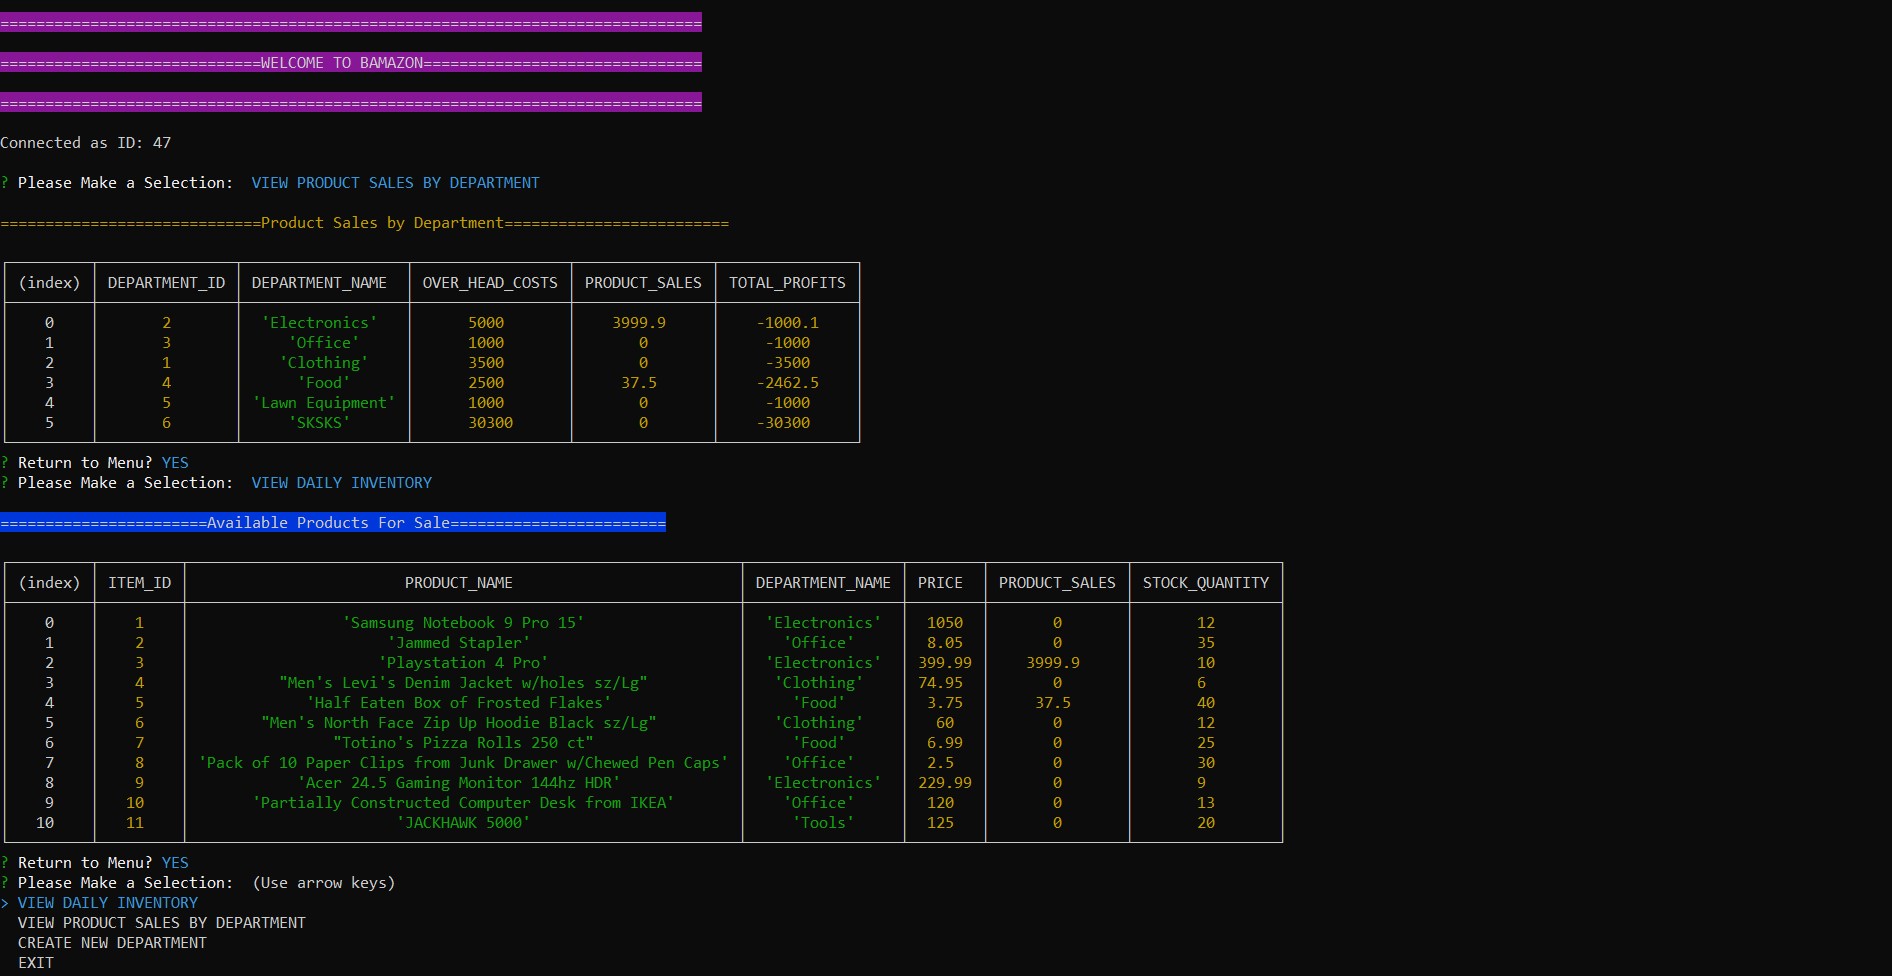 ==============================================================================
=============================WELCOME TO BAMAZON===============================
==============================================================================
Connected as ID: 47
? Please Make a Selection:  VIEW PRODUCT SALES BY DEPARTMENT
=============================Product Sales by Department=========================
(index) DEPARTMENT_ID DEPARTMENT_NAME OVER_HEAD_COSTS PRODUCT_SALES TOTAL_PROFITS
0 2 'Electronics' 5000 3999.9 -1000.1
1 3 'Office' 1000 0 -1000
2 1 'Clothing' 3500 0 -3500
3 4 'Food' 2500 37.5 -2462.5
4 5 'Lawn Equipment' 1000 0 -1000
5 6 'SKSKS' 30300 0 -30300
? Return to Menu? YES
? Please Make a Selection:  VIEW DAILY INVENTORY
=======================Available Products For Sale========================
(index) ITEM_ID PRODUCT_NAME DEPARTMENT_NAME PRICE PRODUCT_SALES STOCK_QUANTITY
0 1 'Samsung Notebook 9 Pro 15' 'Electronics' 1050 0 12
1 2 'Jammed Stapler' 'Office' 8.05 0 35
2 3 'Playstation 4 Pro' 'Electronics' 399.99 3999.9 10
3 4 "Men's Levi's Denim Jacket w/holes sz/Lg" 'Clothing' 74.95 0 6
4 5 'Half Eaten Box of Frosted Flakes' 'Food' 3.75 37.5 40
5 6 "Men's North Face Zip Up Hoodie Black sz/Lg" 'Clothing' 60 0 12
6 7 "Totino's Pizza Rolls 250 ct" 'Food' 6.99 0 25
7 8 'Pack of 10 Paper Clips from Junk Drawer w/Chewed Pen Caps' 'Office' 2.5 0 30
8 9 'Acer 24.5 Gaming Monitor 144hz HDR' 'Electronics' 229.99 0 9
9 10 'Partially Constructed Computer Desk from IKEA' 'Office' 120 0 13
10 11 'JACKHAWK 5000' 'Tools' 125 0 20
? Return to Menu? YES
? Please Make a Selection:  (Use arrow keys)
> VIEW DAILY INVENTORY
VIEW PRODUCT SALES BY DEPARTMENT
CREATE NEW DEPARTMENT
EXIT